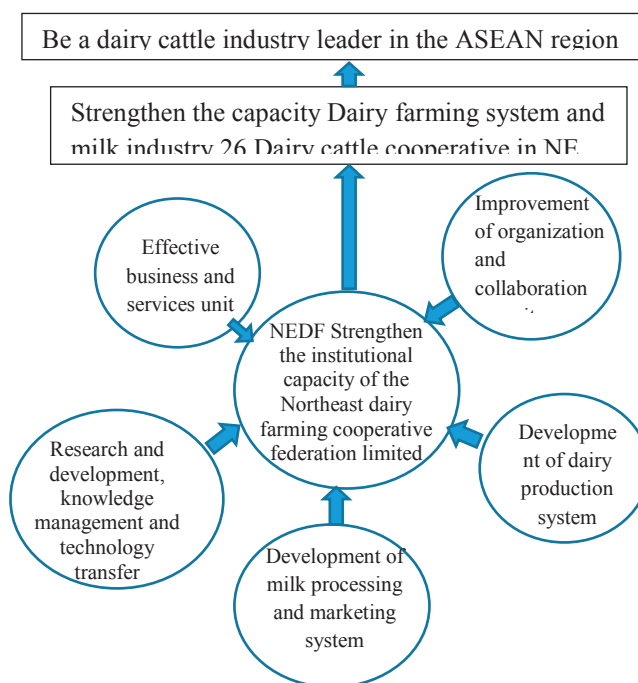 Be a dairy cattle industry leader in the ASEAN region
Strengthen the capacity Dairy farming system and
milk industry 26 Dairy cattle cooperative in NE
Effective
business and
services unit
Improvement
of organization
and
collaboration
NEDF Strengthen
the institutional
capacity of the
Northeast dairy
farming cooperative
federation limited
Research and
development,
knowledge
management and
technology
transfer
Developme
nt of dairy
production
system
Development of
milk processing
and marketing
system